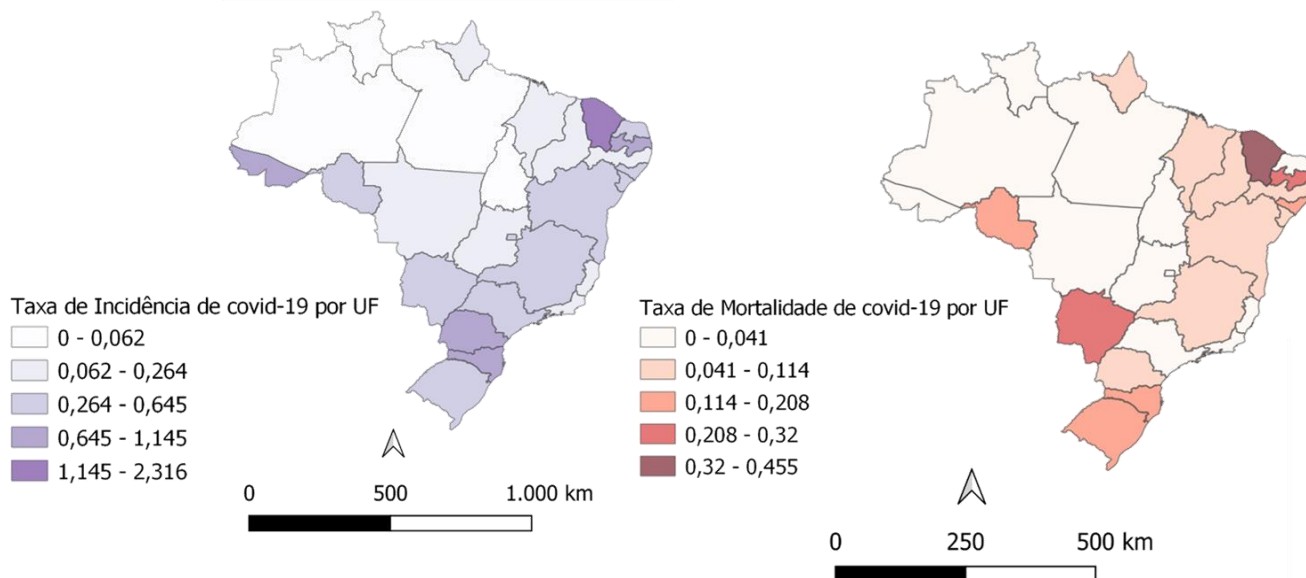 Taxa de Incidência de covid-19 por UF
0 - 0,062
0,062 - 0,264
0,264 - 0,645
0,645 - 1,145
1,145 - 2,316
0 500 1.000 km
Taxa de Mortalidade de covid-19 por UF
0 - 0,041
0,041 - 0,114
0,114 - 0,208
0,208 - 0,32
0,32 - 0,455
0 250 500 km